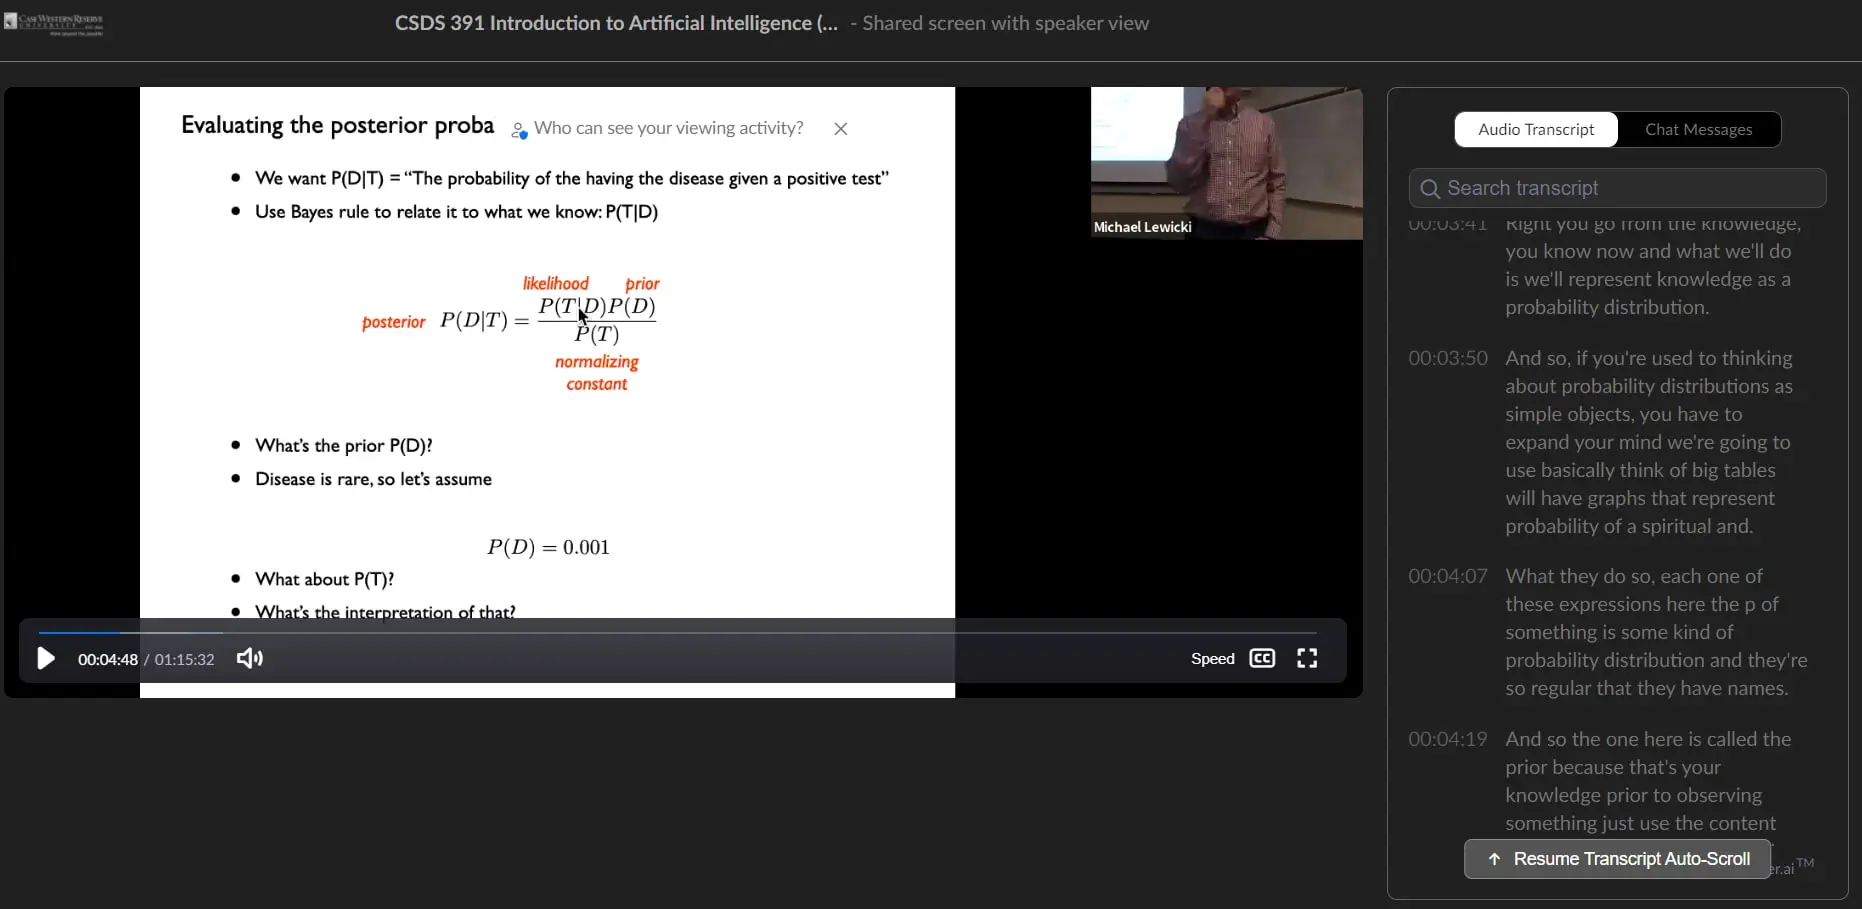 CASE WESTERN RESERVE
UNIVERSITY
CSDS 391 Introduction to Artificial Intelligence (... - Shared screen with speaker view
Evaluating the posterior proba
Who can see your viewing activity?
We want P(D|T) = “The probability of the having the disease given a positive test”
Use Bayes rule to relate it to what we know: P(T|D)
likelihood prior
posterior P(D|T) = P(T|D)P(D)
P(T)
normalizing
constant
What’s the prior P(D)?
Disease is rare, so let’s assume
P(D) = 0.001
What about P(T)?
What’s the interpretation of that?
00:04:48 / 01:15:32
Speed CC
Michael Lewicki
Audio Transcript Chat Messages
Search transcript
00:03:41 Right you go from the knowledge,
you know now and what we'll do
is we'll represent knowledge as a
probability distribution.
00:03:50 And so, if you're used to thinking
about probability distributions as
simple objects, you have to
expand your mind we're going to
use basically think of big tables
will have graphs that represent
probability of a spiritual and.
00:04:07 What they do so, each one of
these expressions here the p of
something is some kind of
probability distribution and they're
so regular that they have names.
00:04:19 And so the one here is called the
prior because that's your
knowledge prior to observing
something just use the content
Resume Transcript Auto-Scroll
er.ai™